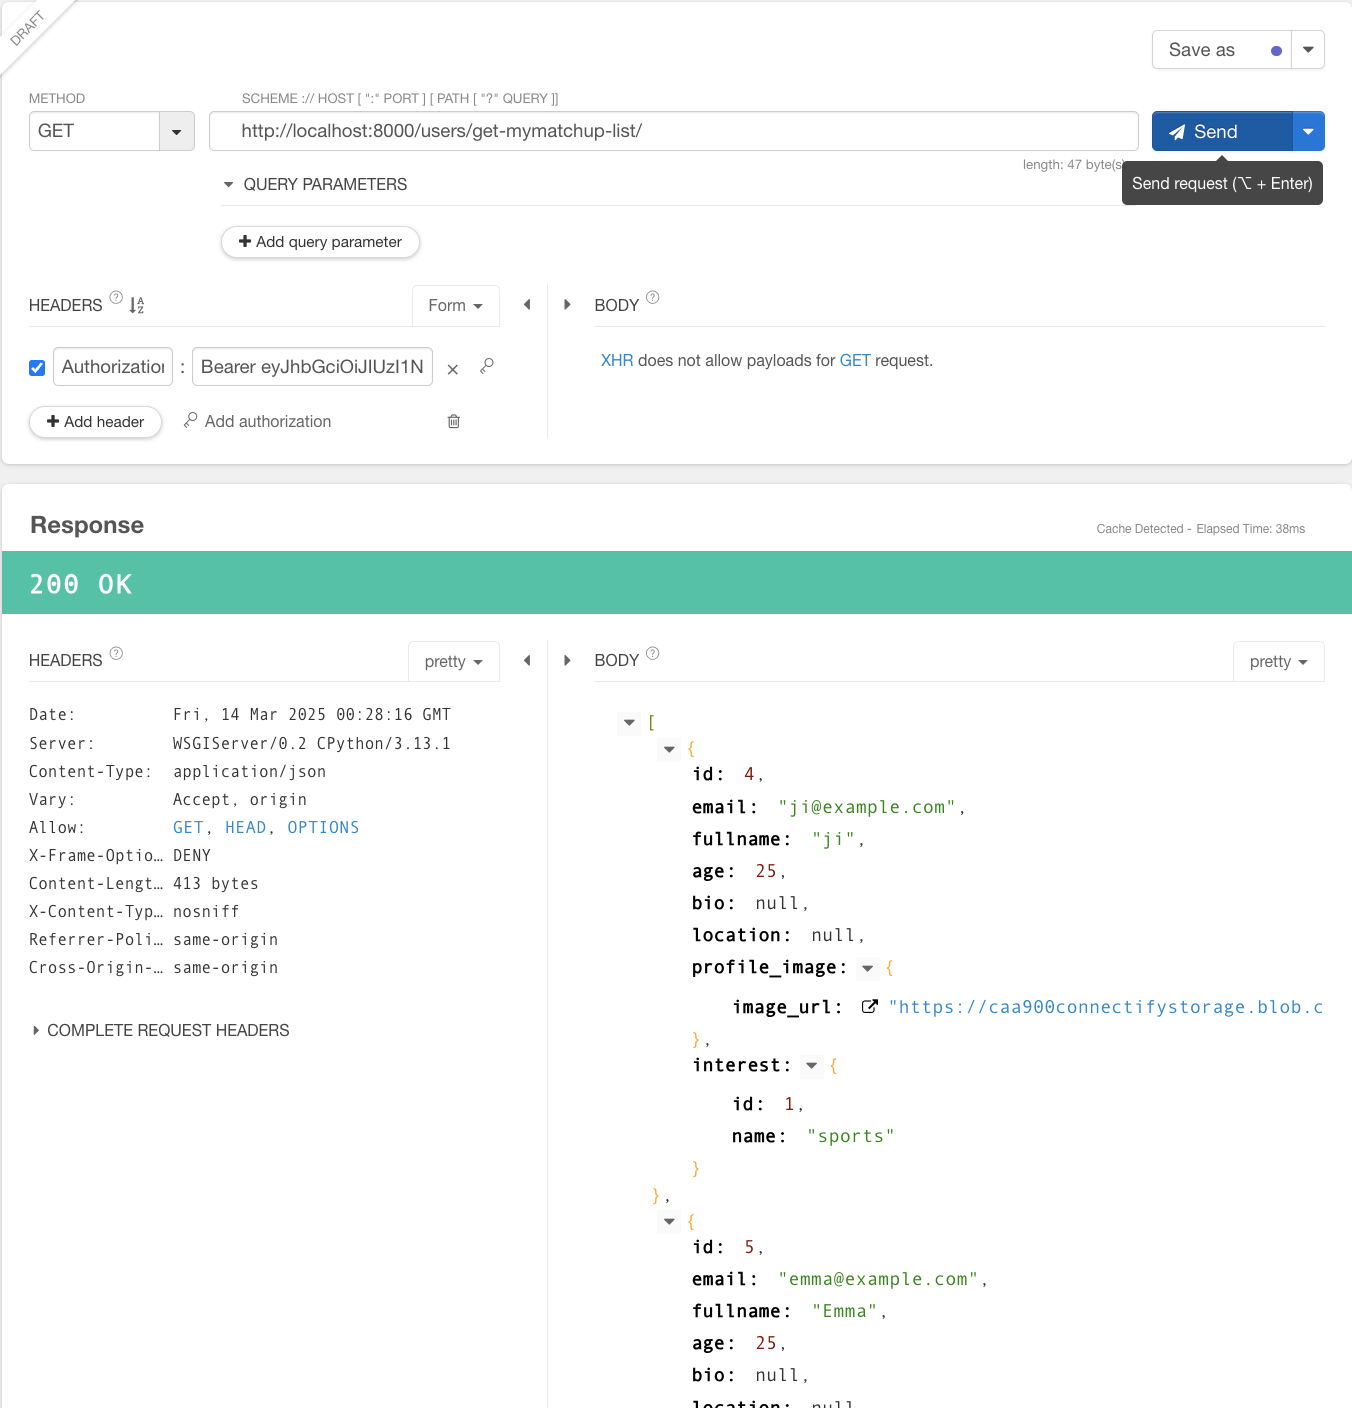 DRAFT
Save as
METHOD
SCHEME :// HOST [ ":" PORT ] [ PATH [ "?" QUERY ]]
GET
http://localhost:8000/users/get-mymatchup-list/
Send
length: 47 byte(s)
QUERY PARAMETERS
Send request (⌥ + Enter)
+ Add query parameter
HEADERS ? Form
BODY ?
Authorization : Bearer eyJhbGciOiJIUzI1N
XHR does not allow payloads for GET request.
+ Add header
Add authorization
Response
Cache Detected - Elapsed Time: 38ms
200 OK
HEADERS ? pretty
BODY ? pretty
Date: Fri, 14 Mar 2025 00:28:16 GMT
Server: WSGIServer/0.2 CPython/3.13.1
Content-Type: application/json
Vary: Accept, origin
Allow: GET, HEAD, OPTIONS
X-Frame-Optio… DENY
Content-Lengt… 413 bytes
X-Content-Typ… nosniff
Referrer-Poli… same-origin
Cross-Origin-… same-origin
COMPLETE REQUEST HEADERS
[
{
id: 4,
email: "ji@example.com",
fullname: "ji",
age: 25,
bio: null,
location: null,
profile_image: {
image_url: "https://caa900connectifystorage.blob.c
},
interest: {
id: 1,
name: "sports"
}
},
{
id: 5,
email: "emma@example.com",
fullname: "Emma",
age: 25,
bio: null,
location: null